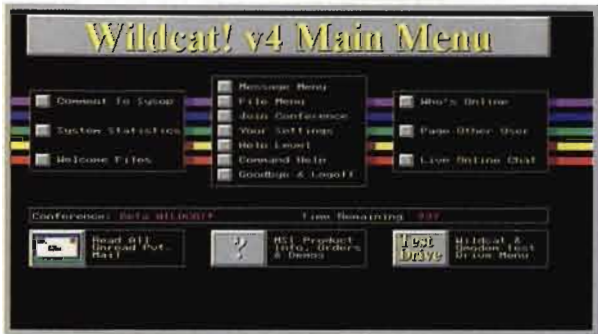 Wildcat! v4 Main Menu
Comment To Sysop
System Statistics
Welcome Files
Message Menu
File Menu
Join Conference
Your Settings
Help Level
Command Help
Goodbye & Logoff
Who's Online
Page Other User
Live Online Chat
Conference: Beta WILDCAT! Time Remaining:
Read All
Unread Pvt.
Mail
?
MSI Product
Info, Orders
& Demos
Test
Drive
Wildcat &
Qmodem Test
Drive Menu